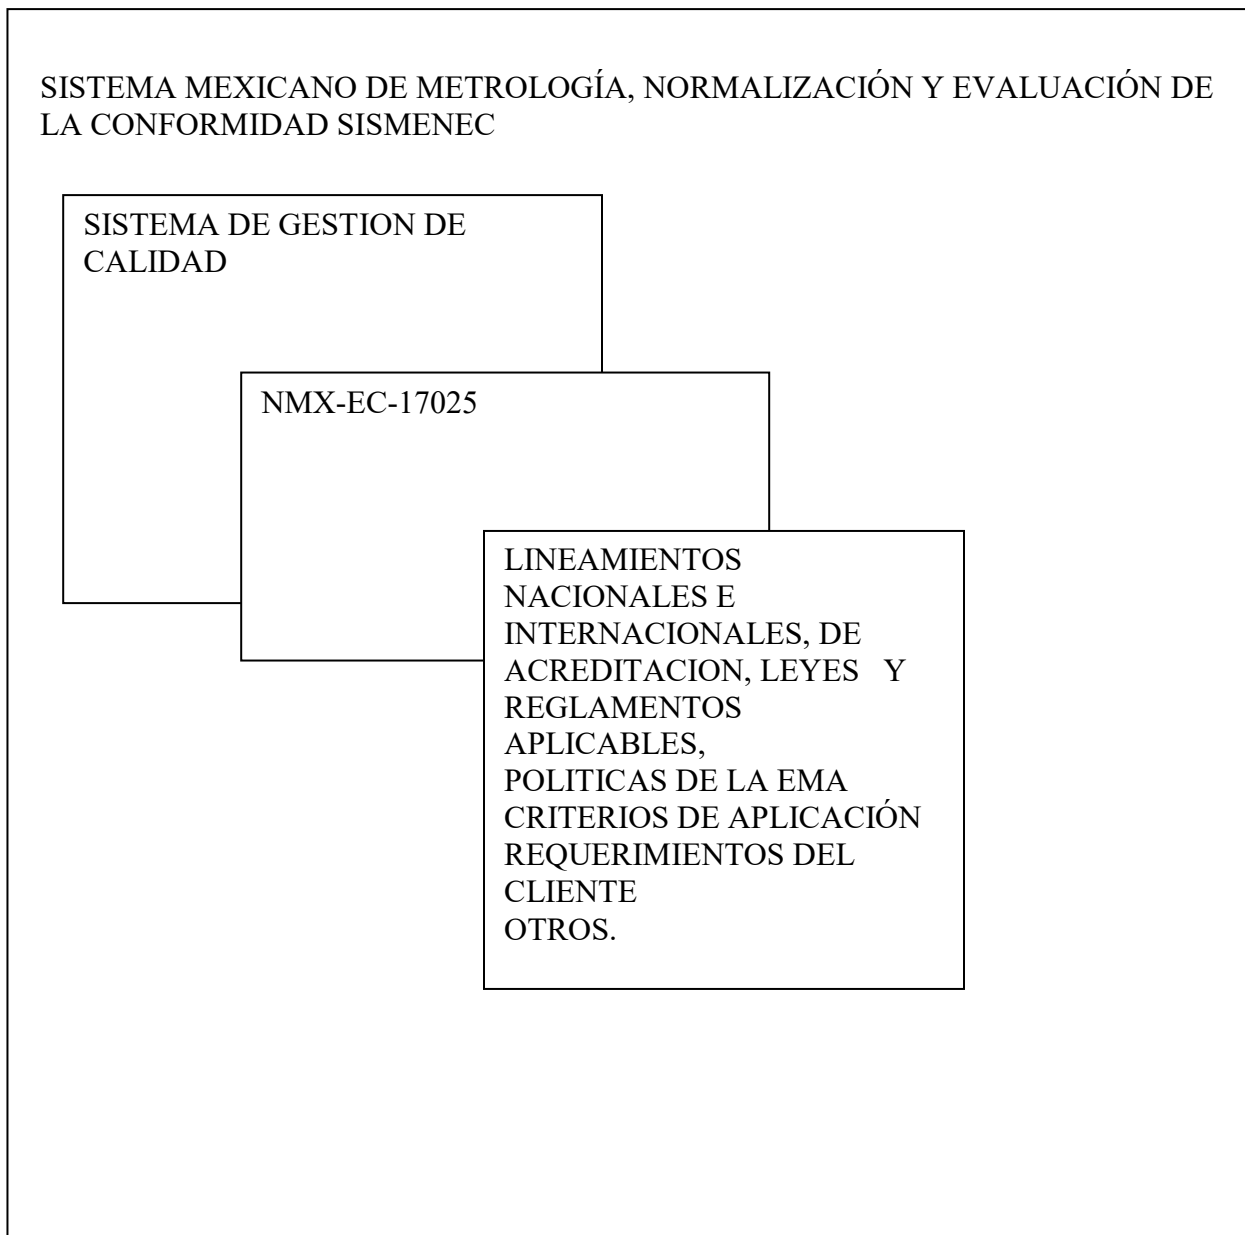 SISTEMA MEXICANO DE METROLOGÍA, NORMALIZACIÓN Y EVALUACIÓN DE
LA CONFORMIDAD SISMENEC
SISTEMA DE GESTION DE
CALIDAD
NMX-EC-17025
LINEAMIENTOS
NACIONALES E
INTERNACIONALES, DE
ACREDITACION, LEYES   Y
REGLAMENTOS
APLICABLES,
POLITICAS DE LA EMA
CRITERIOS DE APLICACIÓN
REQUERIMIENTOS DEL
CLIENTE
OTROS.